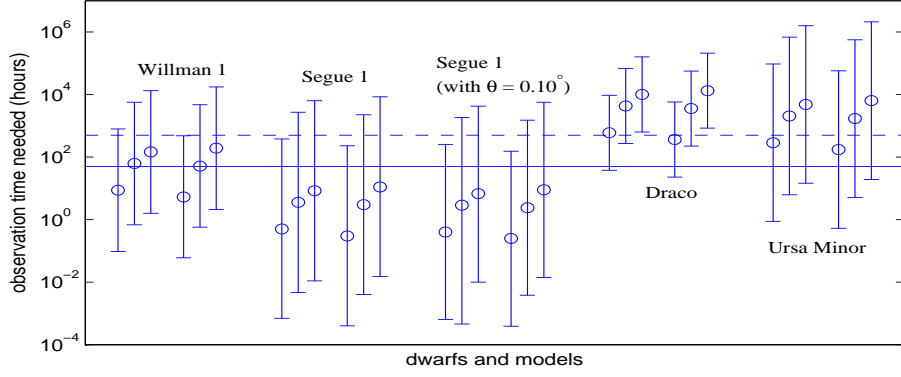 observation time needed (hours)
10^6
10^4
10^2
10^0
10^-2
10^-4
Willman 1
Segue 1
Segue 1
(with θ = 0.10°)
Draco
Ursa Minor
dwarfs and models